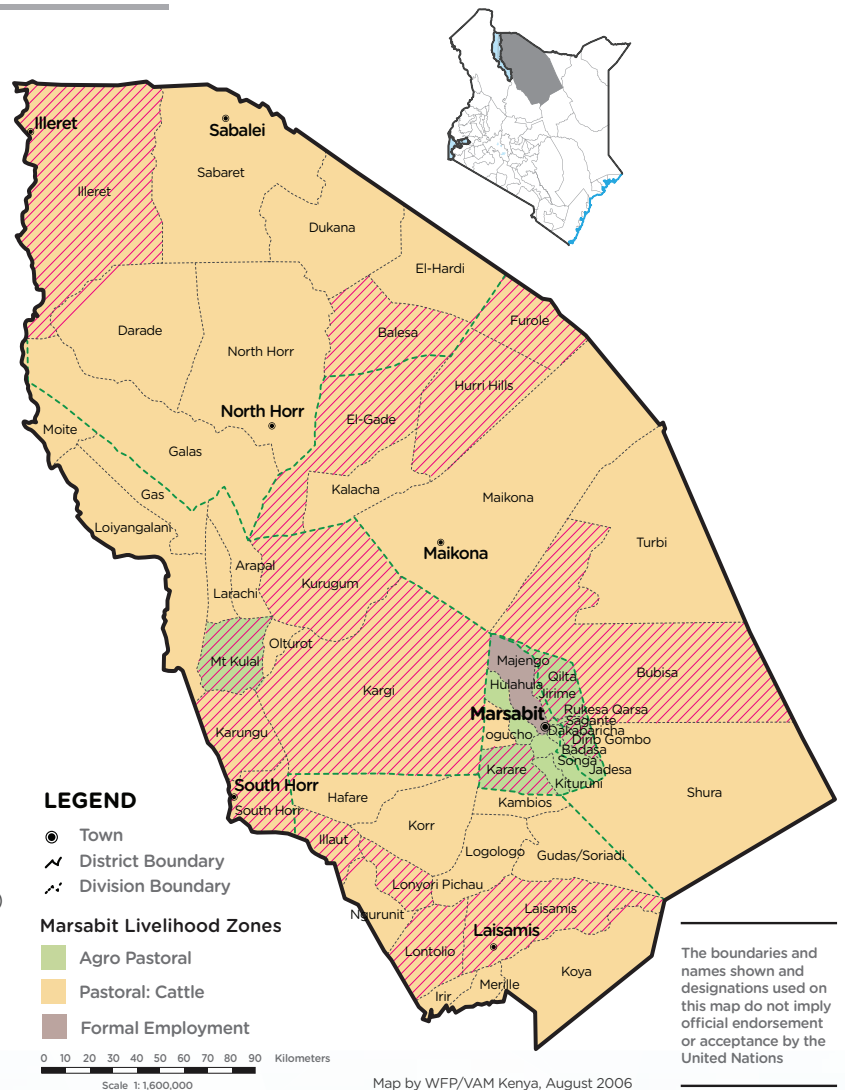 Illeret
Sabalei
Sabaret
Illeret
Dukana
El-Hardi
Furole
Darade
Balesa
North Horr
Hurri Hills
North Horr
El-Gade
Moite
Galas
Kalacha
Gas
Maikona
Loiyangalani
Turbi
Maikona
Arapal
Kurugum
Larachi
Olturot
Mt Kulal
Majengo
Bubisa
Qilta
Hulahula
Kargi
Jirime
Rukesa Qarsa
Marsabit
Sagante
Karungu
ogucho
Dakabaricha
Dirib Gombo
Badasa
Songa
Karare
Jadesa
South Horr
Kituruni
Hafare
Shura
South Horr
Kambios
Korr
Illaut
Logologo
Gudas/Soriadi
Lonyori Pichau
Laisamis
Ngurunit
Laisamis
Lontolio
Koya
Merille
Irir
LEGEND
Town
District Boundary
Division Boundary
)
Marsabit Livelihood Zones
Agro Pastoral
Pastoral: Cattle
Formal Employment
0 10 20 30 40 50 60 70 80 90 Kilometers
Scale 1: 1,600,000
Map by WFP/VAM Kenya, August 2006
The boundaries and
names shown and
designations used on
this map do not imply
official endorsement
or acceptance by the
United Nations